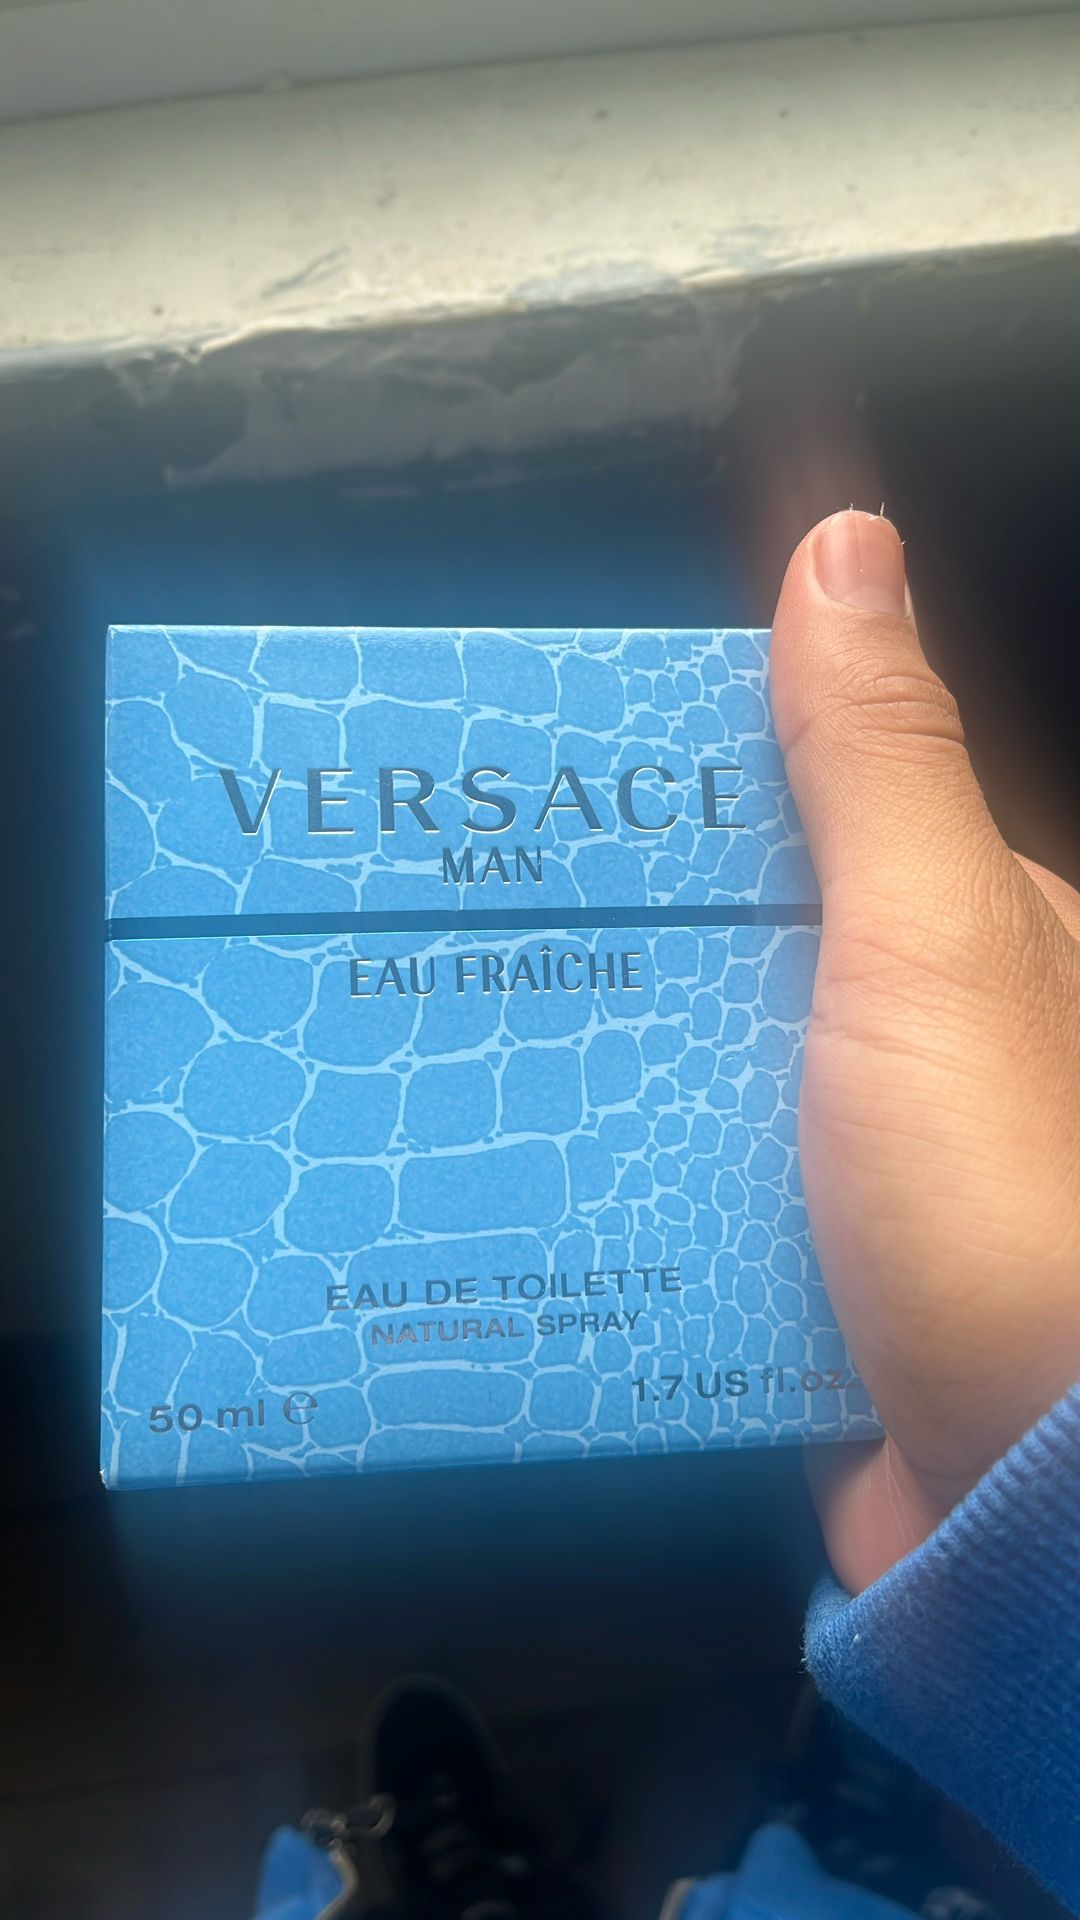 VERSACE
MAN
EAU FRAÎCHE
EAU DE TOILETTE
NATURAL SPRAY
50 ml ℮
1.7 US fl.oz.